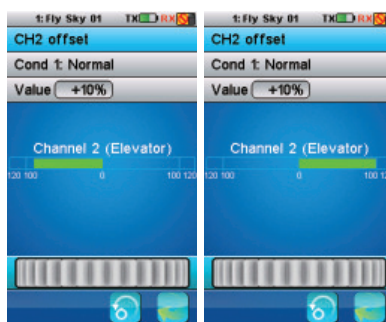 1: Fly Sky 01 TX RX
CH2 offset
Cond 1: Normal
Value +10%
Channel 2 (Elevator)
120 100 0 100 120
1: Fly Sky 01 TX RX
CH2 offset
Cond 1: Normal
Value +10%
Channel 2 (Elevator)
120 100 0 100 12